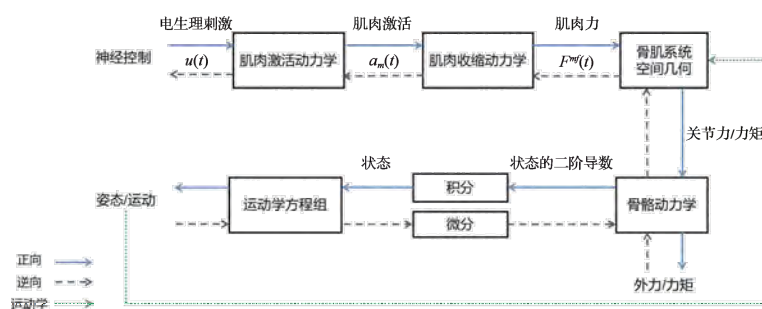 电生理刺激
肌肉激活
肌肉力
神经控制
u(t)
肌肉激活动力学
a_m(t)
肌肉收缩动力学
F^mf(t)
骨肌系统
空间几何
关节力/力矩
状态
状态的二阶导数
姿态/运动
运动学方程组
积分
微分
骨骼动力学
正向
逆向
运动学
外力/力矩